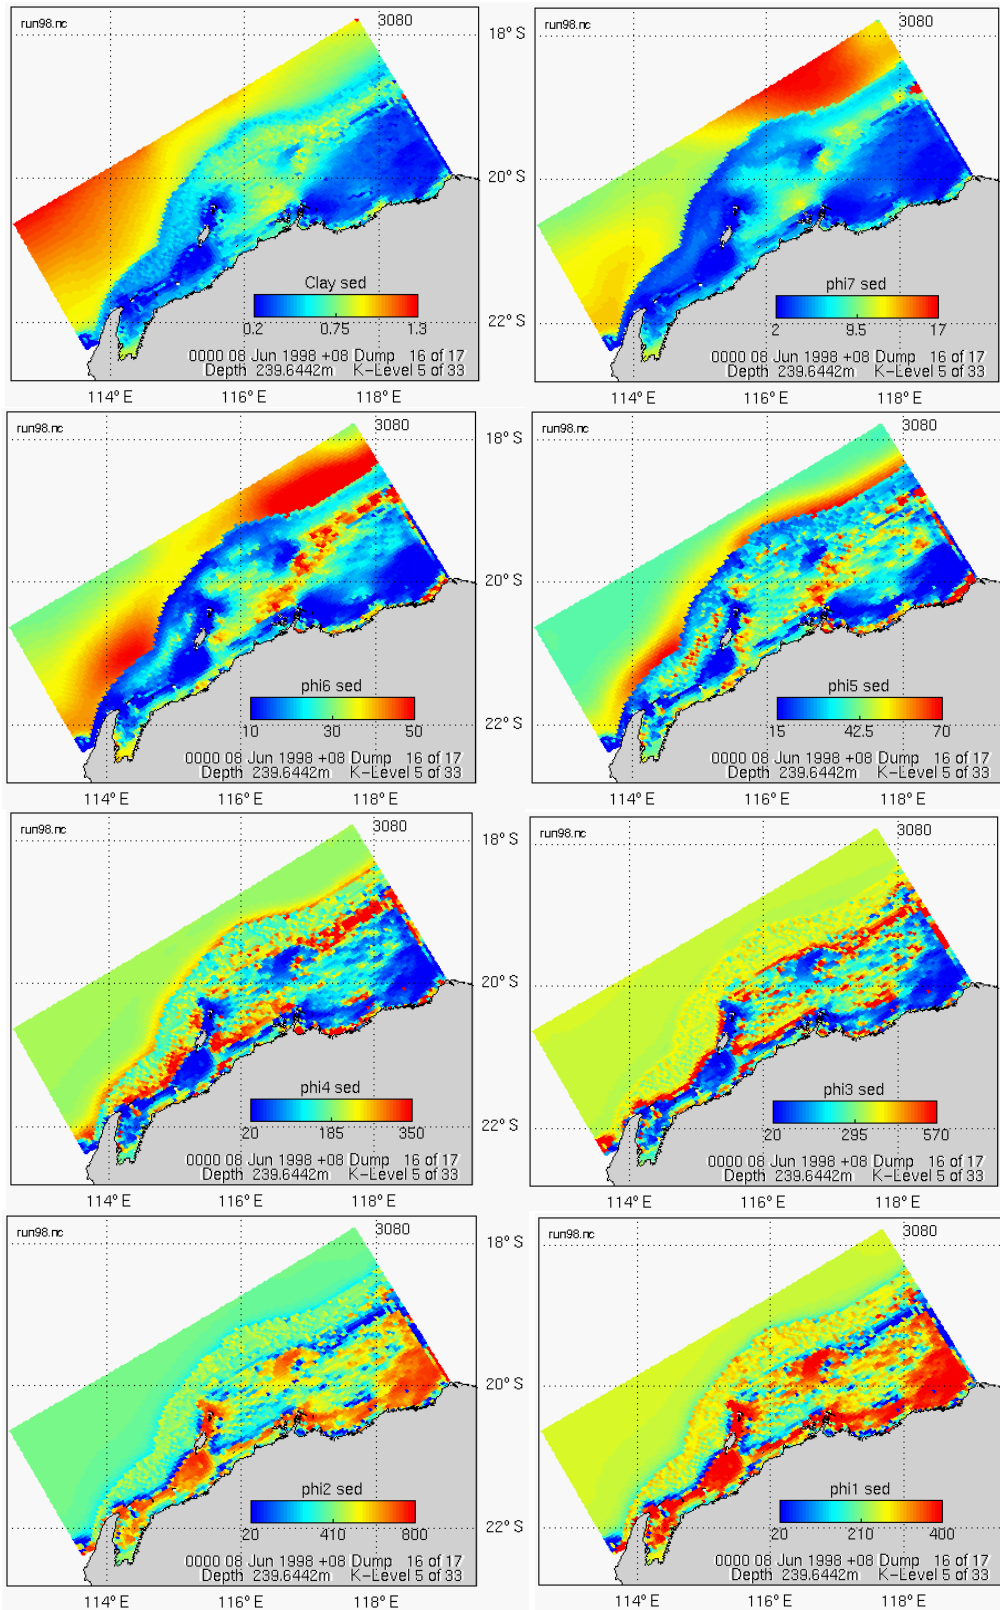 run98.nc
3080
18° S
20° S
22° S
Clay sed
0.2 0.75 1.3
0000 08 Jun 1998 +08 Dump 16 of 17
Depth 239.6442m K-Level 5 of 33
114° E 116° E 118° E
run98.nc
3080
phi7 sed
2 9.5 17
0000 08 Jun 1998 +08 Dump 16 of 17
Depth 239.6442m K-Level 5 of 33
114° E 116° E 118° E
run98.nc
3080
18° S
20° S
22° S
phi6 sed
10 30 50
0000 08 Jun 1998 +08 Dump 16 of 17
Depth 239.6442m K-Level 5 of 33
114° E 116° E 118° E
run98.nc
3080
phi5 sed
15 42.5 70
0000 08 Jun 1998 +08 Dump 16 of 17
Depth 239.6442m K-Level 5 of 33
114° E 116° E 118° E
run98.nc
3080
18° S
20° S
22° S
phi4 sed
20 185 350
0000 08 Jun 1998 +08 Dump 16 of 17
Depth 239.6442m K-Level 5 of 33
114° E 116° E 118° E
run98.nc
3080
phi3 sed
20 295 570
0000 08 Jun 1998 +08 Dump 16 of 17
Depth 239.6442m K-Level 5 of 33
114° E 116° E 118° E
run98.nc
3080
18° S
20° S
22° S
phi2 sed
20 410 800
0000 08 Jun 1998 +08 Dump 16 of 17
Depth 239.6442m K-Level 5 of 33
114° E 116° E 118° E
run98.nc
3080
phi1 sed
20 210 400
0000 08 Jun 1998 +08 Dump 16 of 17
Depth 239.6442m K-Level 5 of 33
114° E 116° E 118° E